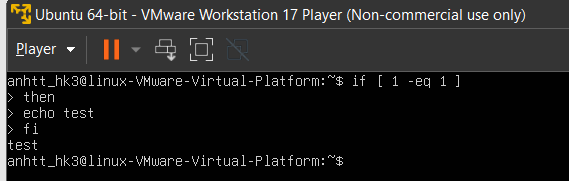 Ubuntu 64-bit - VMware Workstation 17 Player (Non-commercial use only)
Player
anhtt_hk3@linux-VMware-Virtual-Platform:~$ if [ 1 -eq 1 ]
> then
> echo test
> fi
test
anhtt_hk3@linux-VMware-Virtual-Platform:~$